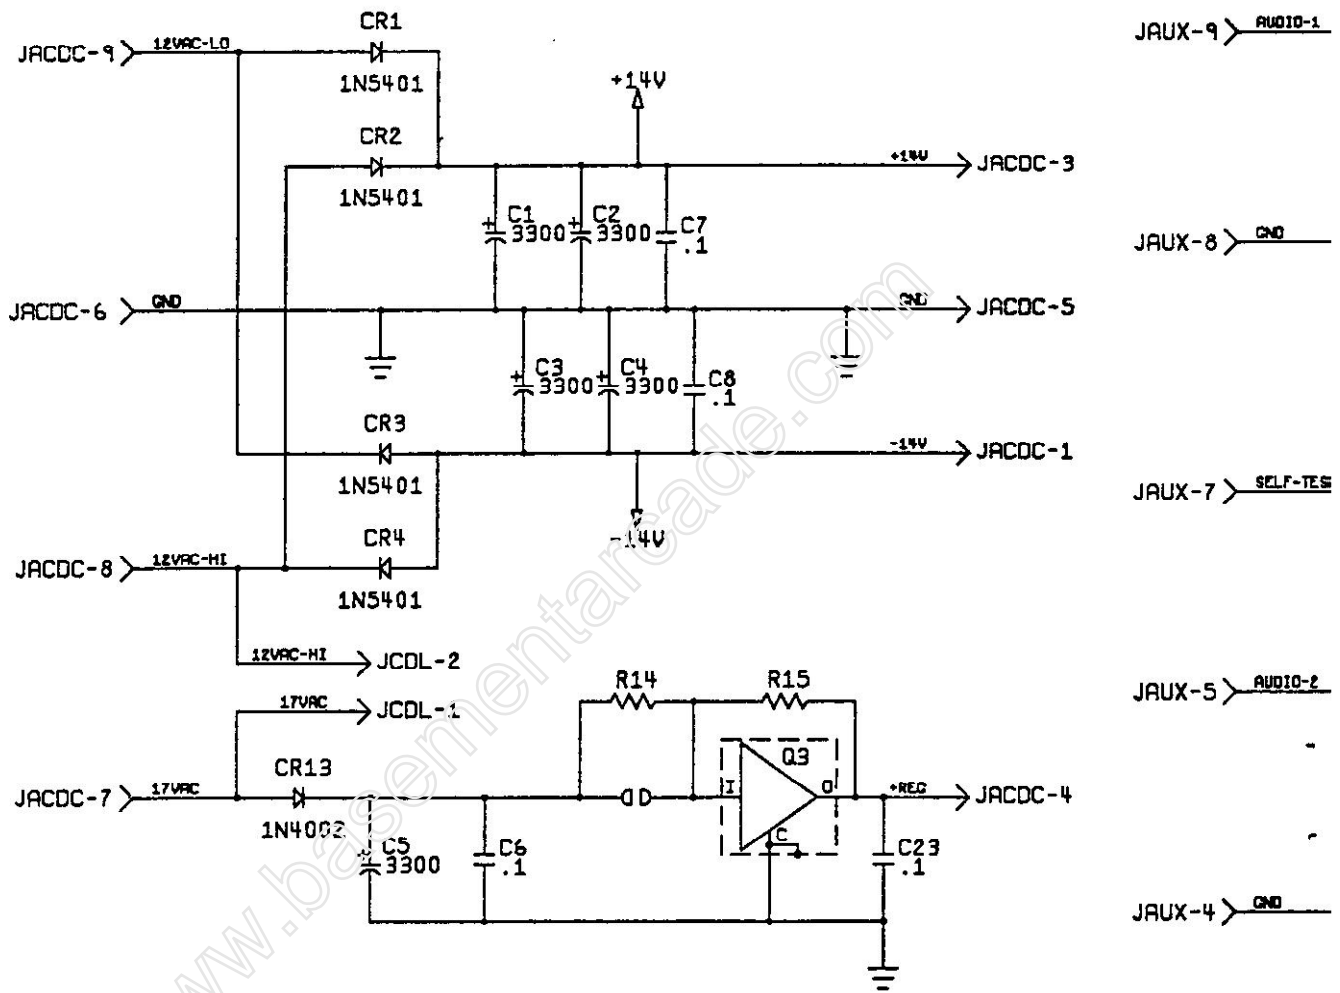 CR1
JACDC-9 12VAC-LO
1N5401
+14V
CR2
+14V JACDC-3
1N5401
C1 C2 C7
+ 3300 + 3300 .1
JACDC-6 GND
GND JACDC-5
C3 C4 C8
+ 3300 + 3300 .1
CR3
-14V JACDC-1
1N5401
-14V
CR4
JACDC-8 12VAC-HI
1N5401
12VAC-HI JCDL-2
17VAC JCDL-1
R14 R15
CR13 Q3
JACDC-7 17VAC
I O +REG JACDC-4
1N4002
C
C5 C6 C23
+ 3300 .1 .1
JAUX-9 AUDIO-1
JAUX-8 GND
JAUX-7 SELF-TES
JAUX-5 AUDIO-2
JAUX-4 GND
www.basementarcade.com